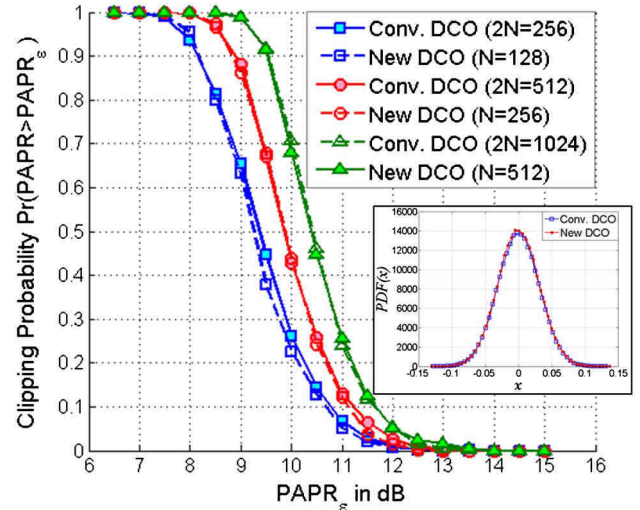 Clipping Probability Pr(PAPR>PAPRε)
1
0.9
0.8
0.7
0.6
0.5
0.4
0.3
0.2
0.1
0
6 7 8 9 10 11 12 13 14 15 16
PAPRε in dB
Conv. DCO (2N=256)
New DCO (N=128)
Conv. DCO (2N=512)
New DCO (N=256)
Conv. DCO (2N=1024)
New DCO (N=512)
PDF(x)
16000
14000
12000
10000
8000
6000
4000
2000
0
-0.15 -0.1 -0.05 0 0.05 0.1 0.15
x
Conv. DCO
New DCO